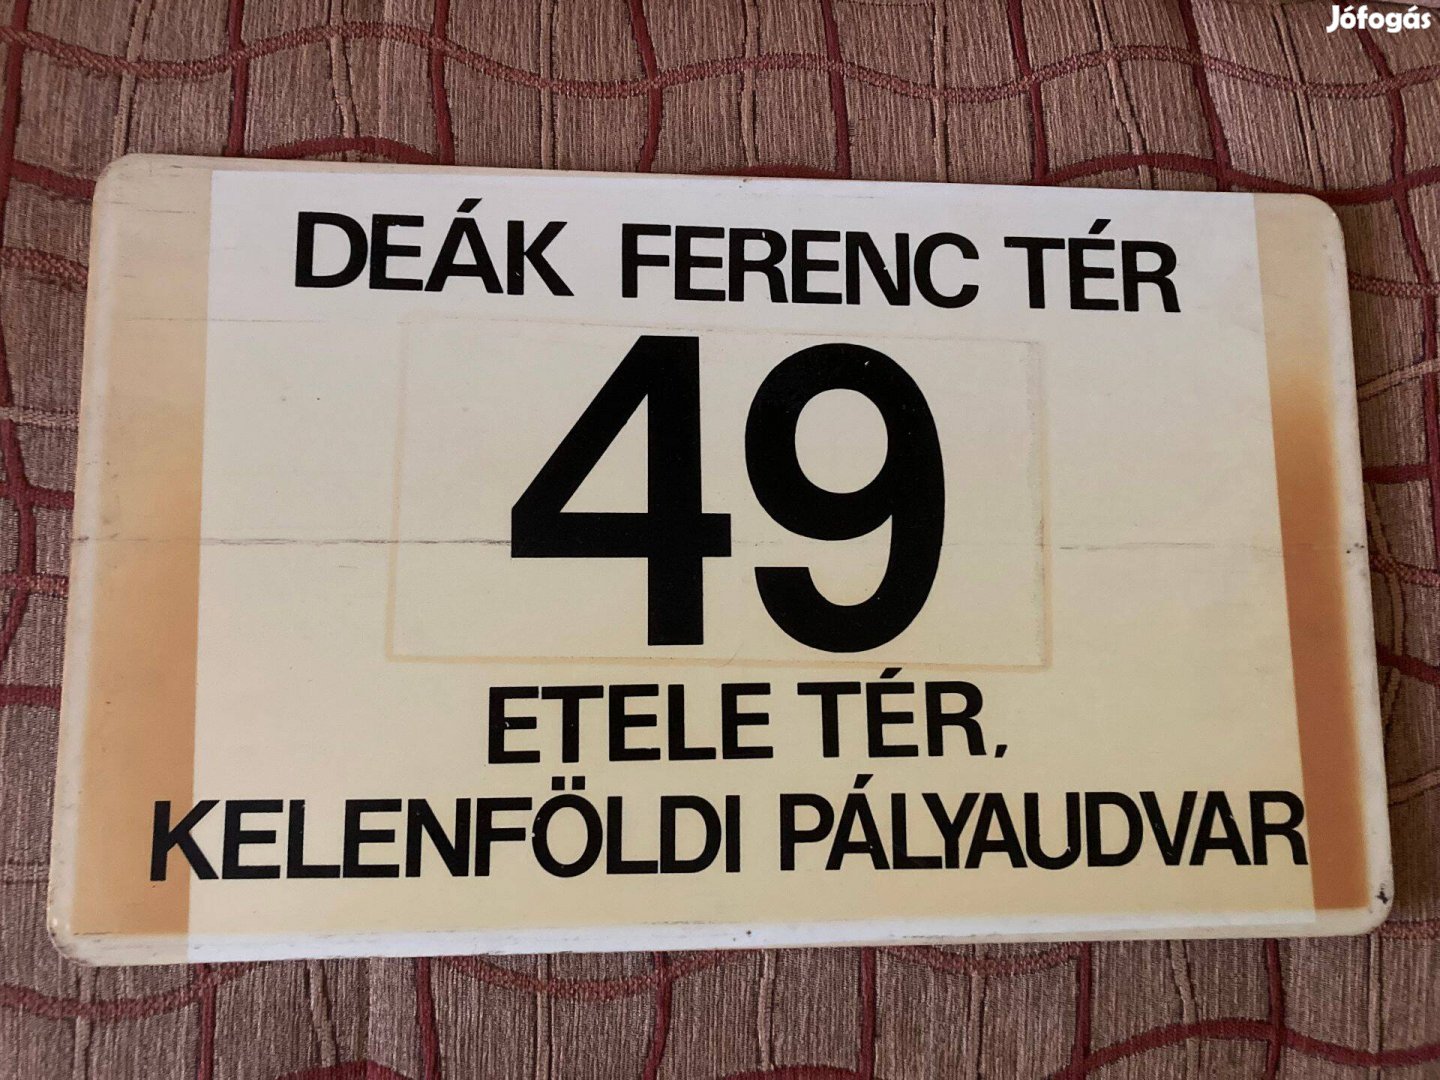 Jófogás
DEÁK FERENC TÉR
49
ETELE TÉR,
KELENFÖLDI PÁLYAUDVAR